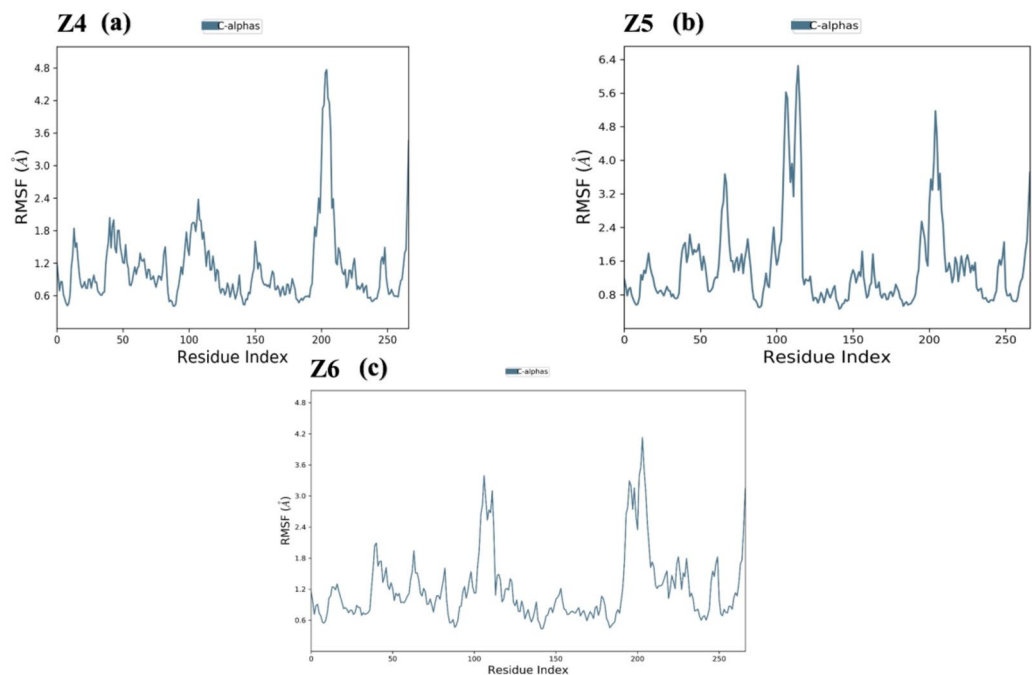 Z4 (a)
C-alphas
RMSF (Å)
4.8
4.2
3.6
3.0
2.4
1.8
1.2
0.6
0 50 100 150 200 250
Residue Index
Z5 (b)
C-alphas
RMSF (Å)
6.4
5.6
4.8
4.0
3.2
2.4
1.6
0.8
0 50 100 150 200 250
Residue Index
Z6 (c)
C-alphas
RMSF (Å)
4.8
4.2
3.6
3.0
2.4
1.8
1.2
0.6
0 50 100 150 200 250
Residue Index